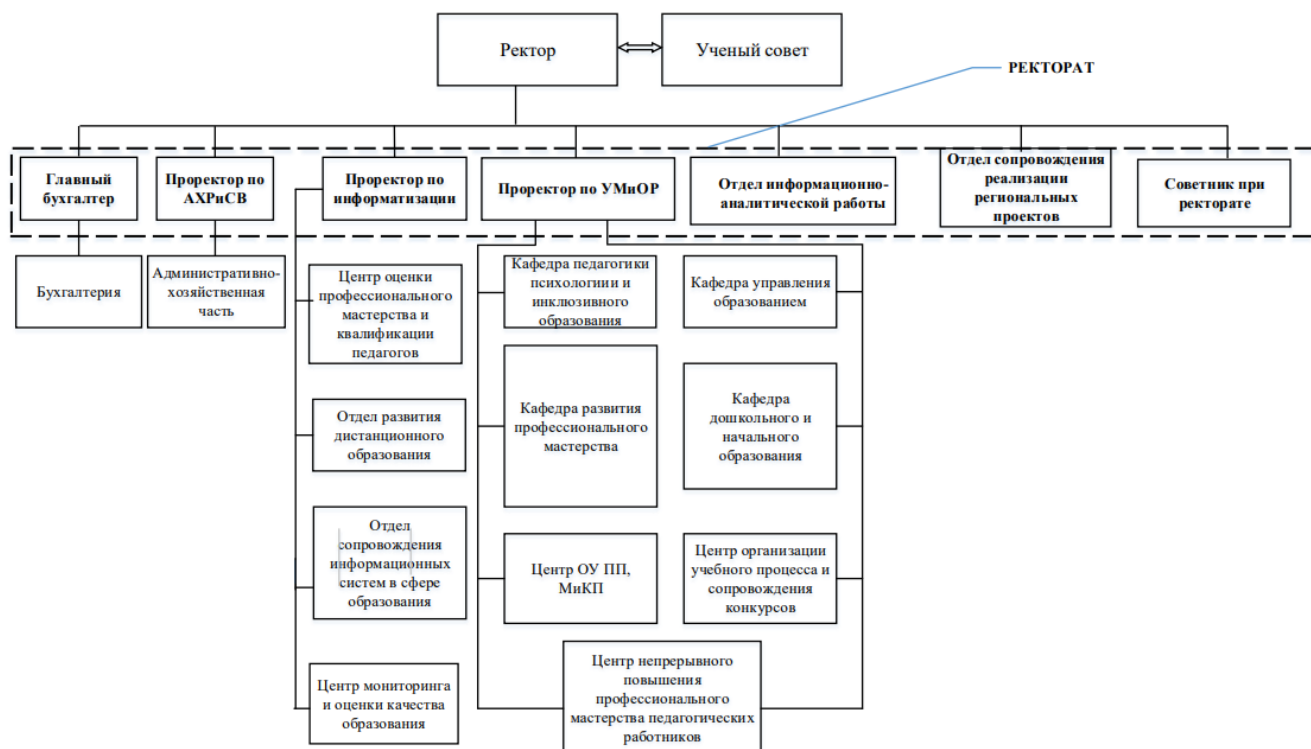 Ректор
Ученый совет
РЕКТОРАТ
Главный
бухгалтер
Проректор по
АХРиСВ
Проректор по
информатизации
Проректор по УМиОР
Отдел информационно-
аналитической работы
Отдел сопровождения
реализации
региональных
проектов
Советник при
ректорате
Бухгалтерия
Административно-
хозяйственная
часть
Центр оценки
профессионального
мастерства и
квалификации
педагогов
Кафедра педагогики
психологиии и
инклюзивного
образования
Кафедра управления
образованием
Отдел развития
дистанционного
образования
Кафедра развития
профессионального
мастерства
Кафедра
дошкольного и
начального
образования
Отдел
сопровождения
информационных
систем в сфере
образования
Центр ОУ ПП,
МиКП
Центр организации
учебного процесса и
сопровождения
конкурсов
Центр мониторинга
и оценки качества
образования
Центр непрерывного
повышения
профессионального
мастерства педагогических
работников